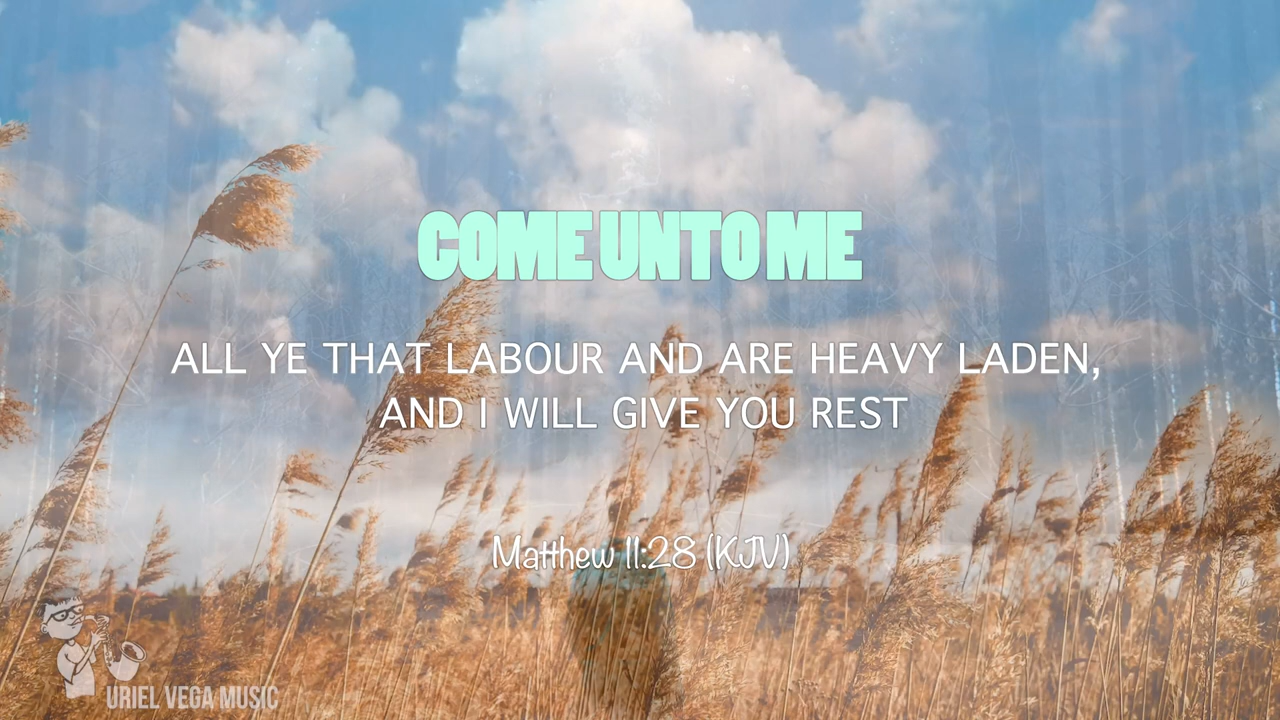 COME UNTO ME
ALL YE THAT LABOUR AND ARE HEAVY LADEN,
AND I WILL GIVE YOU REST
Matthew 11:28 (KJV)
URIEL VEGA MUSIC